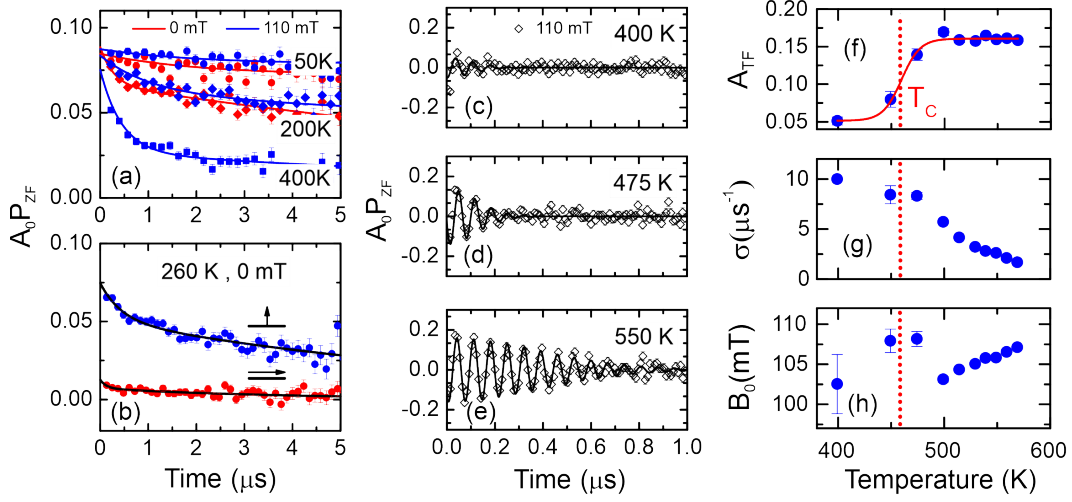 0 mT 110 mT
0.10
50K
0.05
200K
(a)
400K
0.00
0 1 2 3 4 5
A₀P_ZF
0.10
260 K , 0 mT
0.05
0.00
(b)
0 1 2 3 4 5
Time (μs)
A₀P_ZF
110 mT
400 K
0.2
0.0
-0.2
(c)
475 K
0.2
0.0
-0.2
(d)
550 K
0.2
0.0
-0.2
(e)
0.0 0.2 0.4 0.6 0.8 1.0
Time (μs)
A_TF
0.20
0.15
0.10
0.05
(f)
T_C
σ(μs⁻¹)
10
5
0
(g)
B₀(mT)
110
105
100
(h)
400 500 600
Temperature (K)